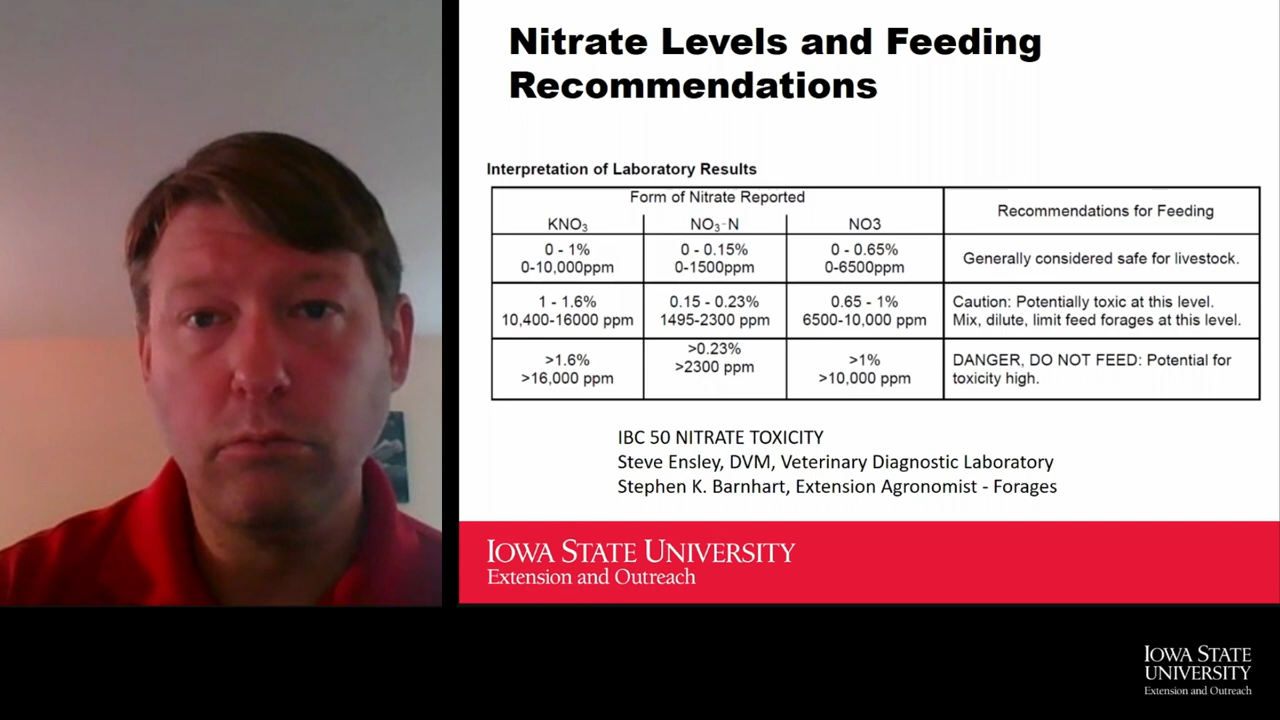 Nitrate Levels and Feeding
Recommendations
Interpretation of Laboratory Results
Form of Nitrate Reported
Recommendations for Feeding
KNO₃
NO₃-N
NO3
0 - 1%
0-10,000ppm
0 - 0.15%
0-1500ppm
0 - 0.65%
0-6500ppm
Generally considered safe for livestock.
1 - 1.6%
10,400-16000 ppm
0.15 - 0.23%
1495-2300 ppm
0.65 - 1%
6500-10,000 ppm
Caution: Potentially toxic at this level.
Mix, dilute, limit feed forages at this level.
>1.6%
>16,000 ppm
>0.23%
>2300 ppm
>1%
>10,000 ppm
DANGER, DO NOT FEED: Potential for
toxicity high.
IBC 50 NITRATE TOXICITY
Steve Ensley, DVM, Veterinary Diagnostic Laboratory
Stephen K. Barnhart, Extension Agronomist - Forages
IOWA STATE UNIVERSITY
Extension and Outreach
IOWA STATE
UNIVERSITY
Extension and Outreach